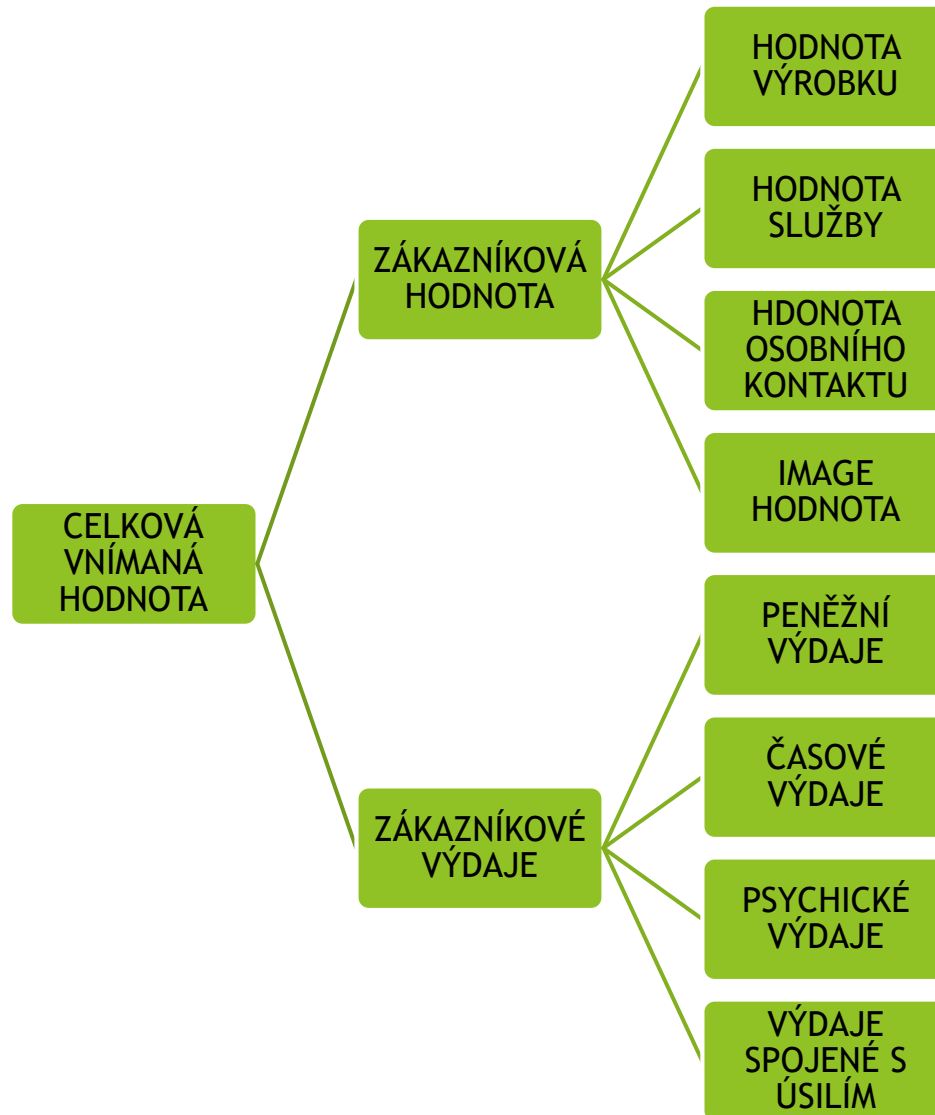 HODNOTA
VÝROBKU
HODNOTA
SLUŽBY
ZÁKAZNÍKOVÁ
HODNOTA
HDONOTA
OSOBNÍHO
KONTAKTU
IMAGE
HODNOTA
CELKOVÁ
VNÍMANÁ
HODNOTA
PENĚŽNÍ
VÝDAJE
ČASOVÉ
VÝDAJE
ZÁKAZNÍKOVÉ
VÝDAJE
PSYCHICKÉ
VÝDAJE
VÝDAJE
SPOJENÉ S
ÚSILÍM